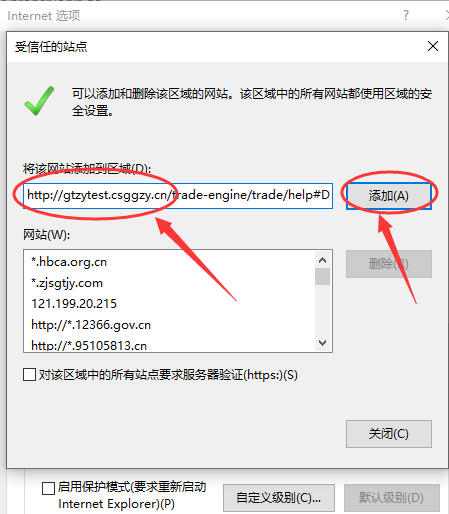 Internet 选项
?
受信任的站点
可以添加和删除该区域的网站。该区域中的所有网站都使用区域的安
全设置。
将该网站添加到区域(D):
http://gtzytest.csggzy.cn/trade-engine/trade/help#D
添加(A)
网站(W):
*.hbca.org.cn
*.zjsgtjy.com
121.199.20.215
http://*.12366.gov.cn
http://*.95105813.cn
删除(R)
对该区域中的所有站点要求服务器验证(https:)(S)
关闭(C)
启用保护模式(要求重新启动
Internet Explorer)(P)
自定义级别(C)...
默认级别(D)